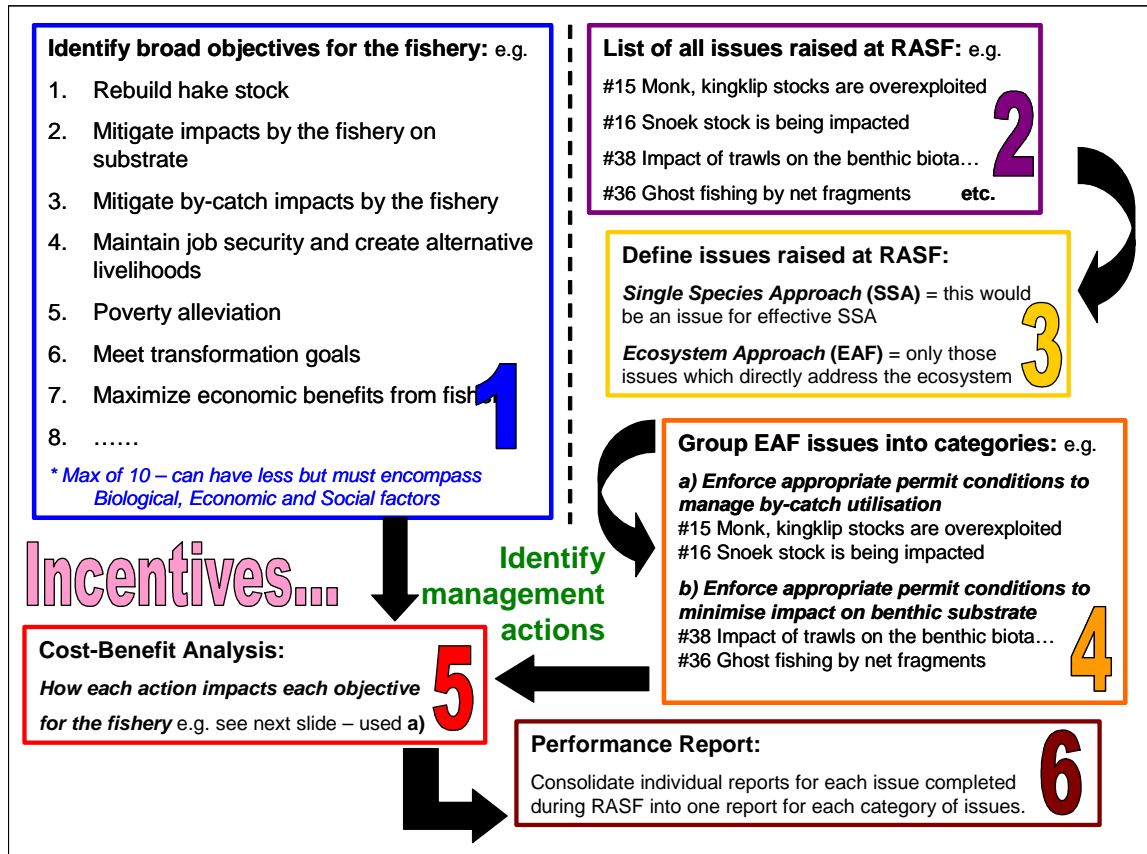 Identify broad objectives for the fishery: e.g.
1. Rebuild hake stock
2. Mitigate impacts by the fishery on
substrate
3. Mitigate by-catch impacts by the fishery
4. Maintain job security and create alternative
livelihoods
5. Poverty alleviation
6. Meet transformation goals
7. Maximize economic benefits from
8. ……
* Max of 10 – can have less but must encompass
Biological, Economic and Social factors
1
List of all issues raised at RASF: e.g.
#15 Monk, kingklip stocks are overexploited
#16 Snoek stock is being impacted
#38 Impact of trawls on the benthic biota…
#36 Ghost fishing by net fragments etc.
2
Define issues raised at RASF:
Single Species Approach (SSA) = this would
be an issue for effective SSA
Ecosystem Approach (EAF) = only those
issues which directly address the ecosystem
3
Group EAF issues into categories: e.g.
a) Enforce appropriate permit conditions to
manage by-catch utilisation
#15 Monk, kingklip stocks are overexploited
#16 Snoek stock is being impacted
b) Enforce appropriate permit conditions to
minimise impact on benthic substrate
#38 Impact of trawls on the benthic biota…
#36 Ghost fishing by net fragments
4
Incentives...
Identify
management
actions
Cost-Benefit Analysis:
How each action impacts each objective
for the fishery e.g. see next slide – used a)
5
Performance Report:
Consolidate individual reports for each issue completed
during RASF into one report for each category of issues.
6